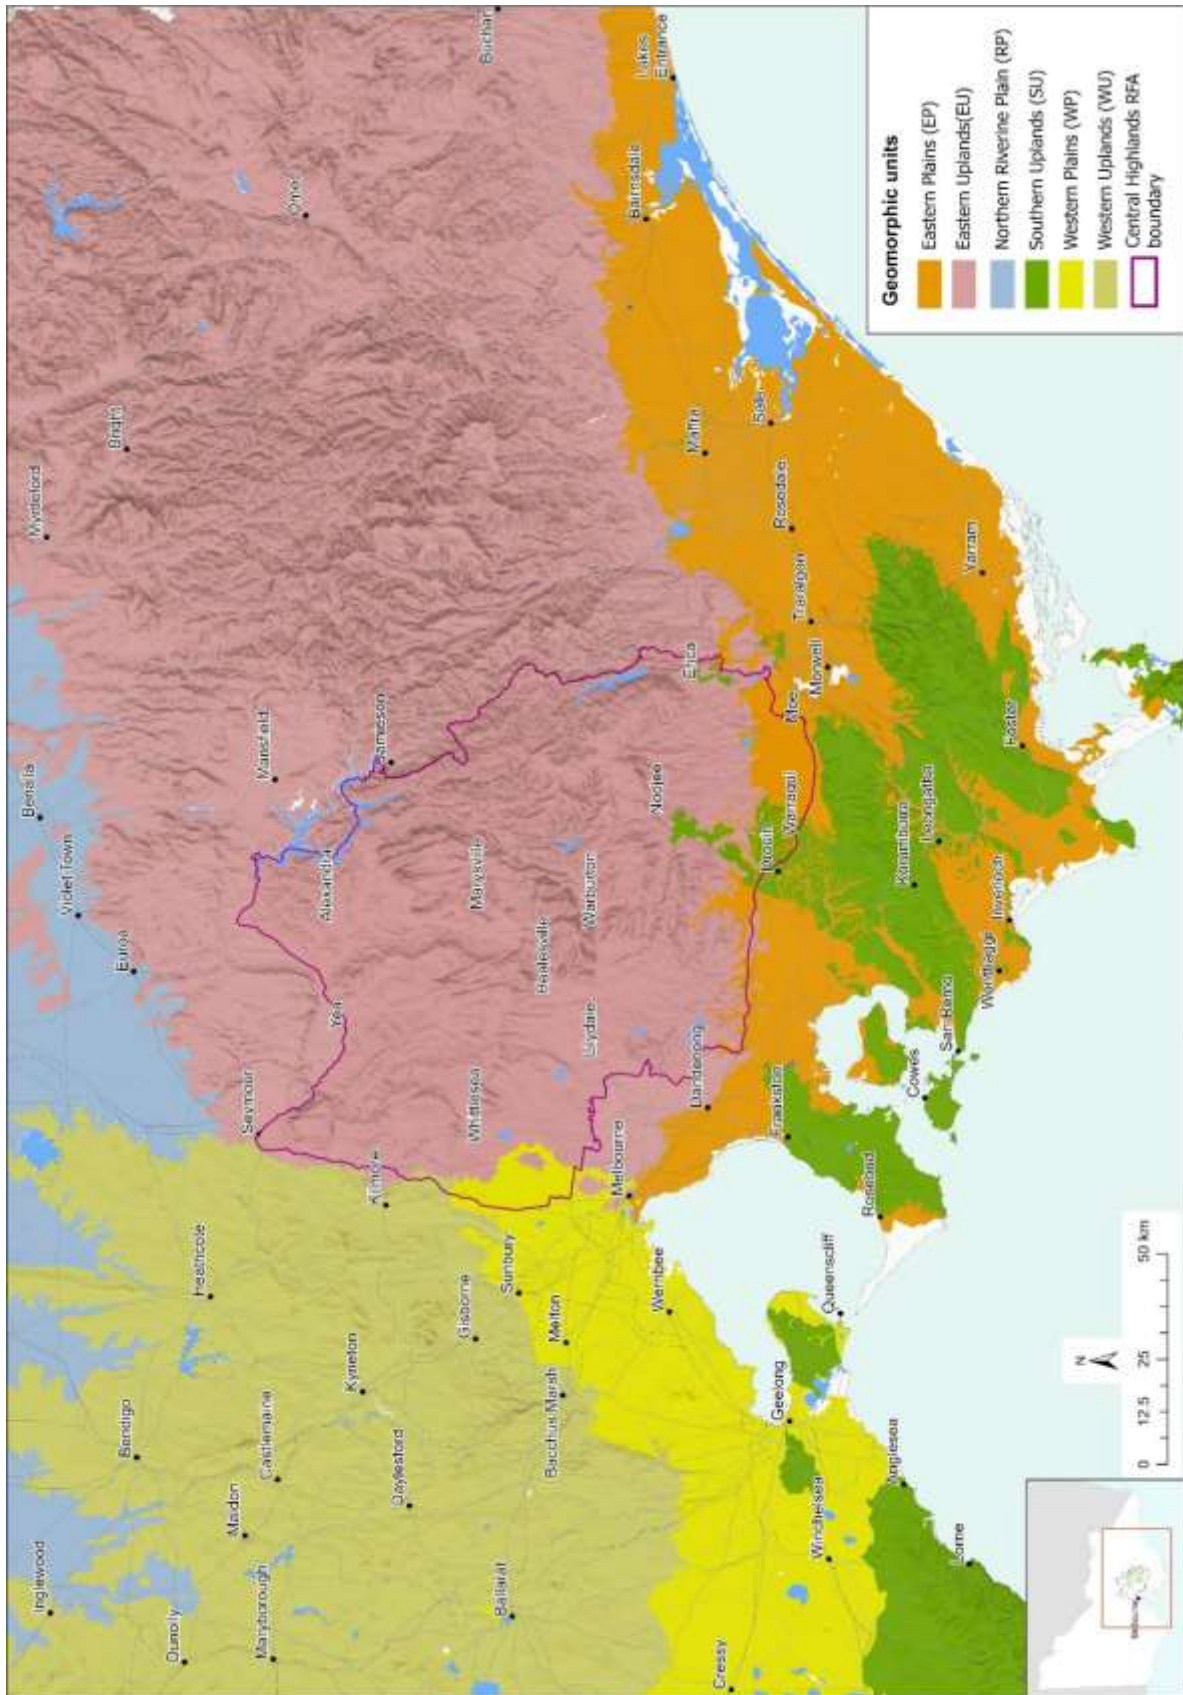 Inglewood
Bendigo
Dunolly
Maldon
Maryborough
Castlemaine
Heathcote
Kyneton
Daylesford
Ballarat
Gisborne
Bacchus Marsh
Melton
Sunbury
Werribee
Cressy
Winchelsea
Geelong
Queenscliff
Anglesea
Lorne
Benalla
Violet Town
Euroa
Seymour
Kilmore
Yea
Alexandra
Mansfield
Jameson
Whittlesea
Marysville
Healesville
Warburton
Lilydale
Melbourne
Dandenong
Noojee
Erica
Frankston
Rosebud
Cowes
San Remo
Wonthaggi
Inverloch
Korumburra
Leongatha
Foster
Drouin
Warragul
Moe
Morwell
Traralgon
Yarram
Rosedale
Maffra
Sale
Myrtleford
Bright
Omeo
Buchan
Bairnsdale
Lakes
Entrance
Geomorphic units
Eastern Plains (EP)
Eastern Uplands(EU)
Northern Riverine Plain (RP)
Southern Uplands (SU)
Western Plains (WP)
Western Uplands (WU)
Central Highlands RFA
boundary
N
0 12.5 25 50 km